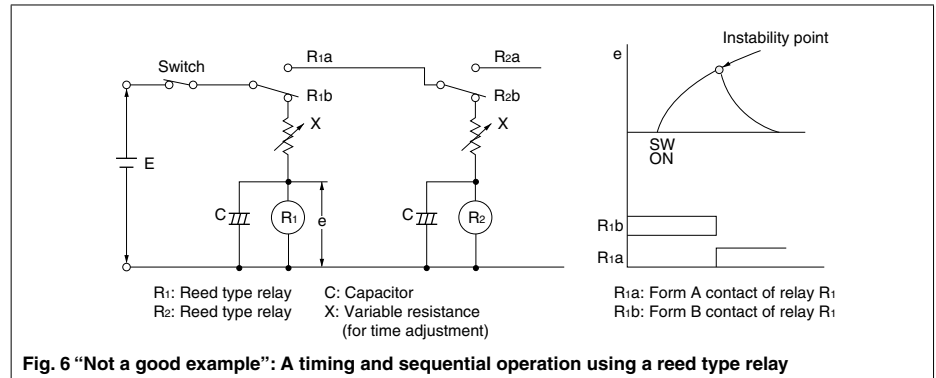 Switch
R1a
R1b
X
E
C
R1
e
R2a
R2b
X
C
R2
e
Instability point
SW
ON
R1b
R1a
R1: Reed type relay
R2: Reed type relay
C: Capacitor
X: Variable resistance
(for time adjustment)
R1a: Form A contact of relay R1
R1b: Form B contact of relay R1
Fig. 6 “Not a good example”: A timing and sequential operation using a reed type relay